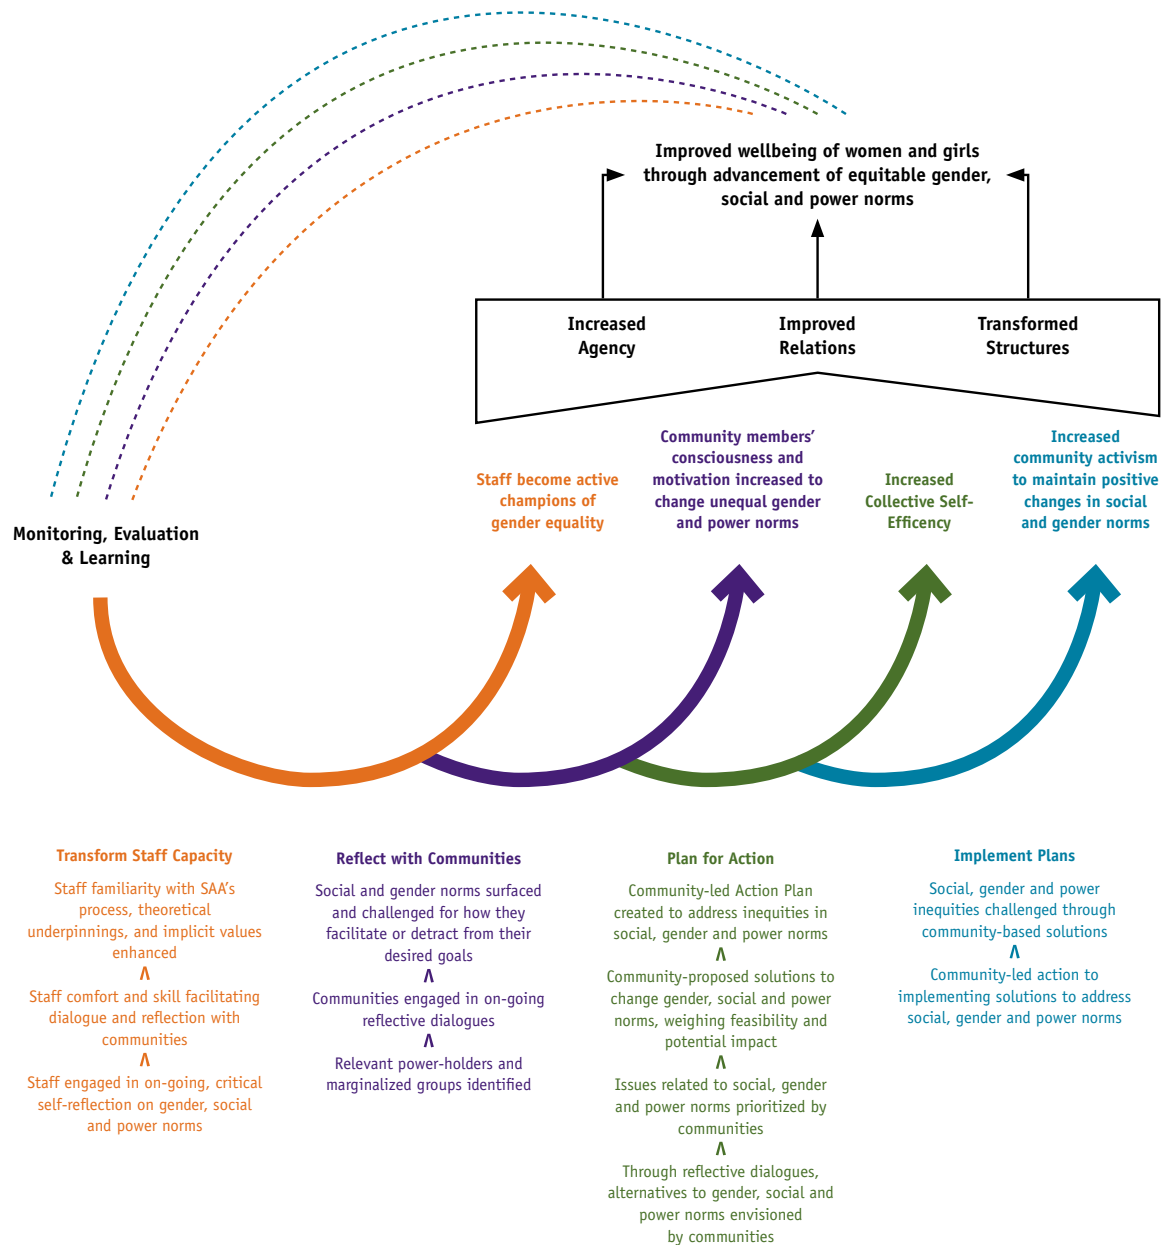 Improved wellbeing of women and girls
through advancement of equitable gender,
social and power norms
Increased
Agency
Improved
Relations
Transformed
Structures
Monitoring, Evaluation
& Learning
Staff become active
champions of
gender equality
Community members’
consciousness and
motivation increased to
change unequal gender
and power norms
Increased
Collective Self-
Efficency
Increased
community activism
to maintain positive
changes in social
and gender norms
Transform Staff Capacity
Staff familiarity with SAA’s
process, theoretical
underpinnings, and implicit values
enhanced
Staff comfort and skill facilitating
dialogue and reflection with
communities
Staff engaged in on-going, critical
self-reflection on gender, social
and power norms
Reflect with Communities
Social and gender norms surfaced
and challenged for how they
facilitate or detract from their
desired goals
Communities engaged in on-going
reflective dialogues
Relevant power-holders and
marginalized groups identified
Plan for Action
Community-led Action Plan
created to address inequities in
social, gender and power norms
Community-proposed solutions to
change gender, social and power
norms, weighing feasibility and
potential impact
Issues related to social, gender
and power norms prioritized by
communities
Through reflective dialogues,
alternatives to gender, social and
power norms envisioned
by communities
Implement Plans
Social, gender and power
inequities challenged through
community-based solutions
Community-led action to
implementing solutions to address
social, gender and power norms